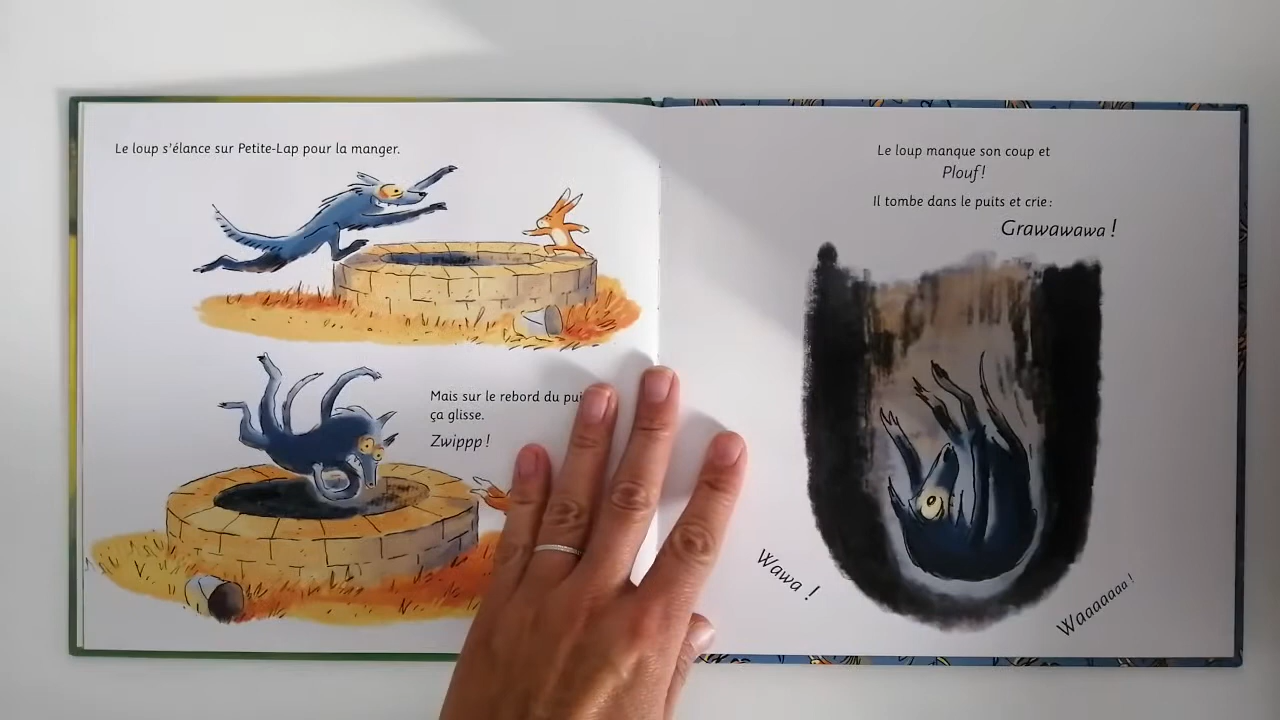 Le loup s'élance sur Petite-Lap pour la manger.
Mais sur le rebord du
ça glisse.
Zwippp !
Le loup manque son coup et
Plouf !
Il tombe dans le puits et crie :
Grawawawa !
Wawa !
Waaaaaaa !